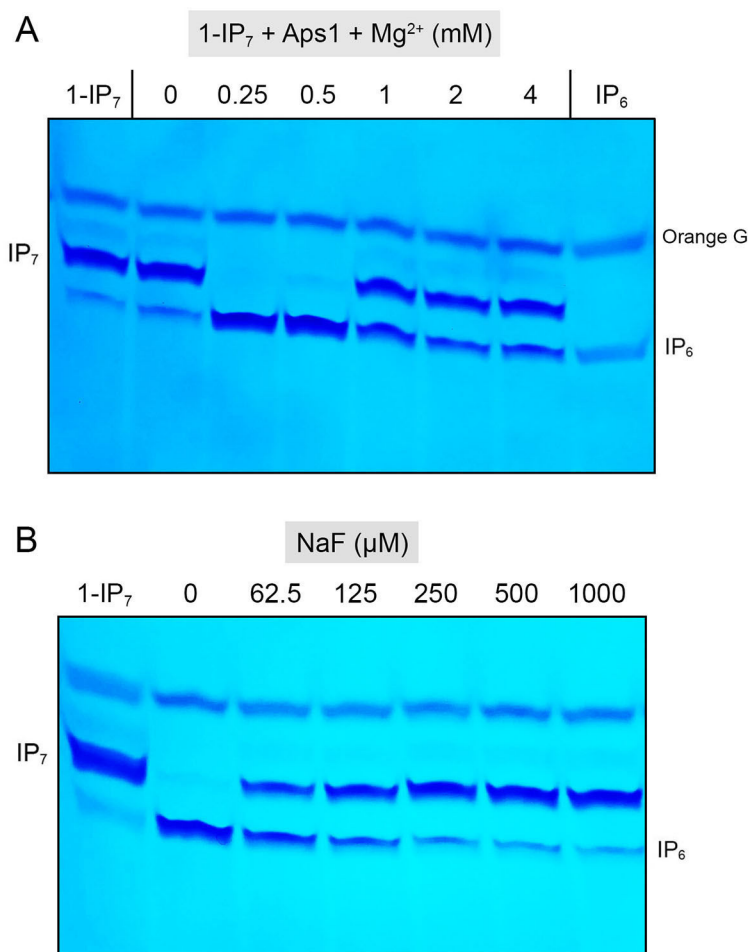 A
1-IP₇ + Aps1 + Mg²⁺ (mM)
1-IP₇ 0 0.25 0.5 1 2 4 IP₆
Orange G
IP₇
IP₆
B
NaF (µM)
1-IP₇ 0 62.5 125 250 500 1000
IP₇
IP₆